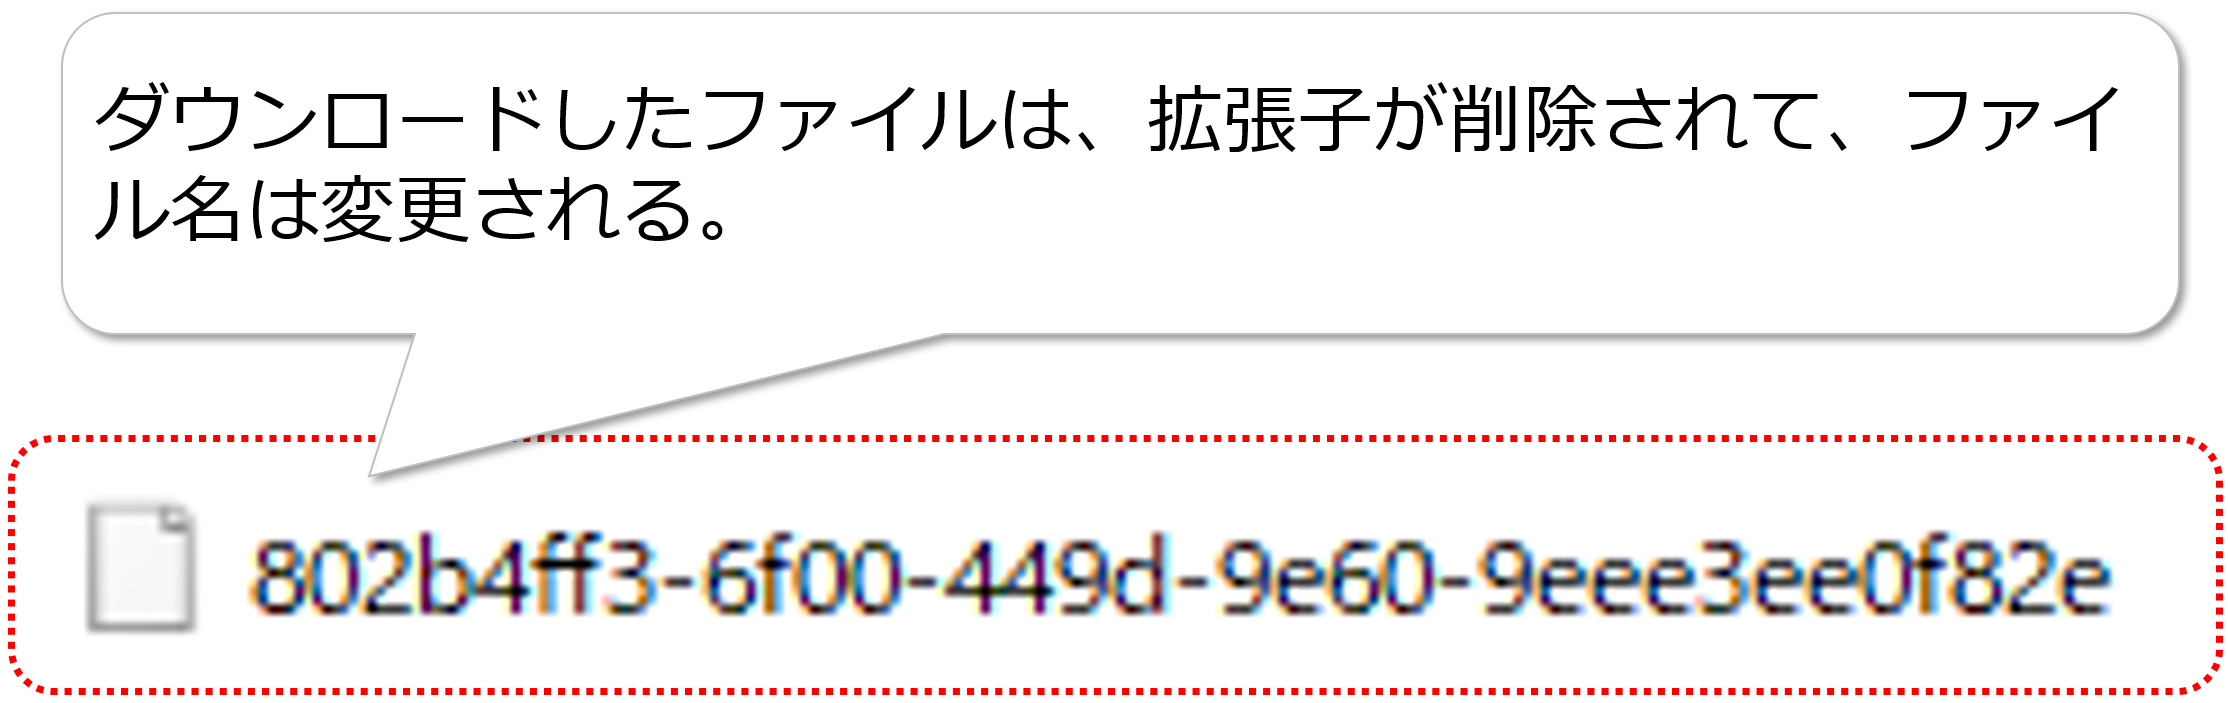 ダウンロードしたファイルは、拡張子が削除されて、ファイ
ル名は変更される。
802b4ff3-6f00-449d-9e60-9eee3ee0f82e